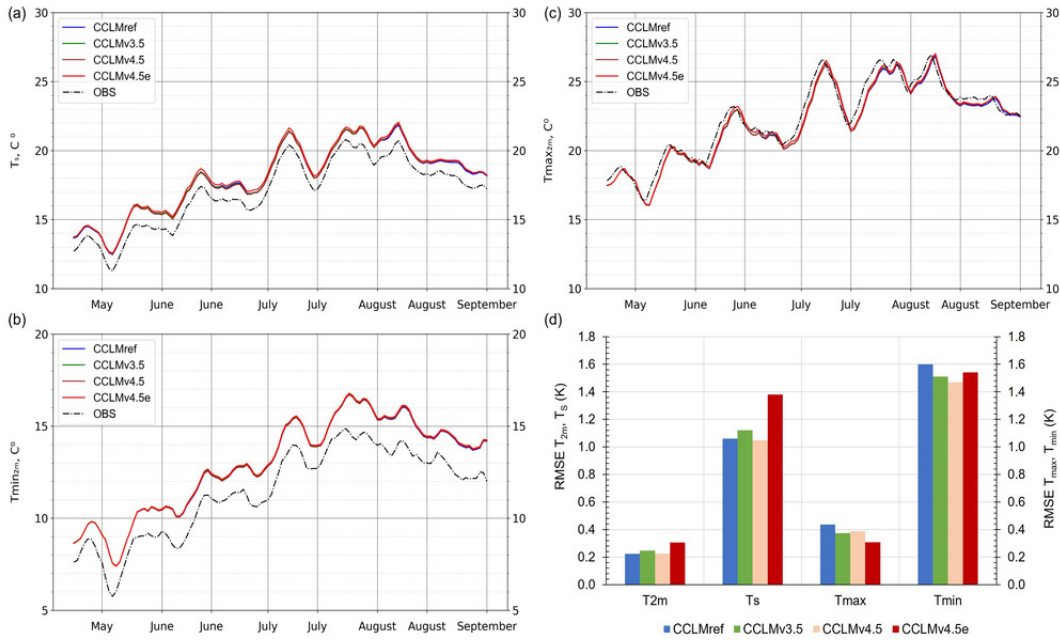 (a)
30
25
20
15
10
Tₛ, C°
CCLMref
CCLMv3.5
CCLMv4.5
CCLMv4.5e
OBS
30
25
20
15
10
May June June July July August August September
(b)
20
15
10
5
Tmin₂ₘ, C°
CCLMref
CCLMv3.5
CCLMv4.5
CCLMv4.5e
OBS
20
15
10
5
May June June July July August August September
(c)
30
25
20
15
10
Tmax₂ₘ, C°
CCLMref
CCLMv3.5
CCLMv4.5
CCLMv4.5e
OBS
30
25
20
15
10
May June June July July August August September
(d)
1.8
1.6
1.4
1.2
1.0
0.8
0.6
0.4
0.2
0.0
RMSE T₂ₘ, Tₛ (K)
1.8
1.6
1.4
1.2
1.0
0.8
0.6
0.4
0.2
0.0
RMSE Tmax, Tmin (K)
T2m Ts Tmax Tmin
CCLMref CCLMv3.5 CCLMv4.5 CCLMv4.5e